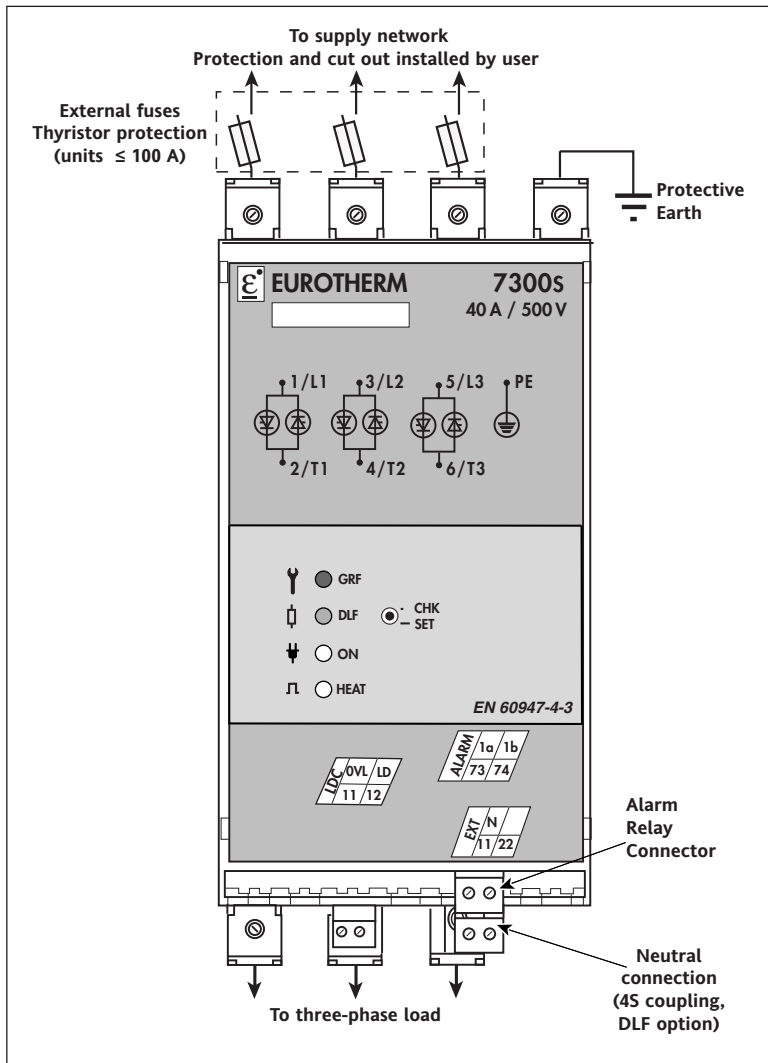 To supply network
Protection and cut out installed by user
External fuses
Thyristor protection
(units ≤ 100 A)
Protective
Earth
ε EUROTHERM 7300S
40 A / 500 V
1/L1 3/L2 5/L3 PE
2/T1 4/T2 6/T3
GRF
DLF
CHK
SET
ON
HEAT
EN 60947-4-3
ALARM 1a 1b
73 74
LDC 0VL LD
11 12
EXT N
11 22
Alarm
Relay
Connector
Neutral
connection
(4S coupling,
DLF option)
To three-phase load